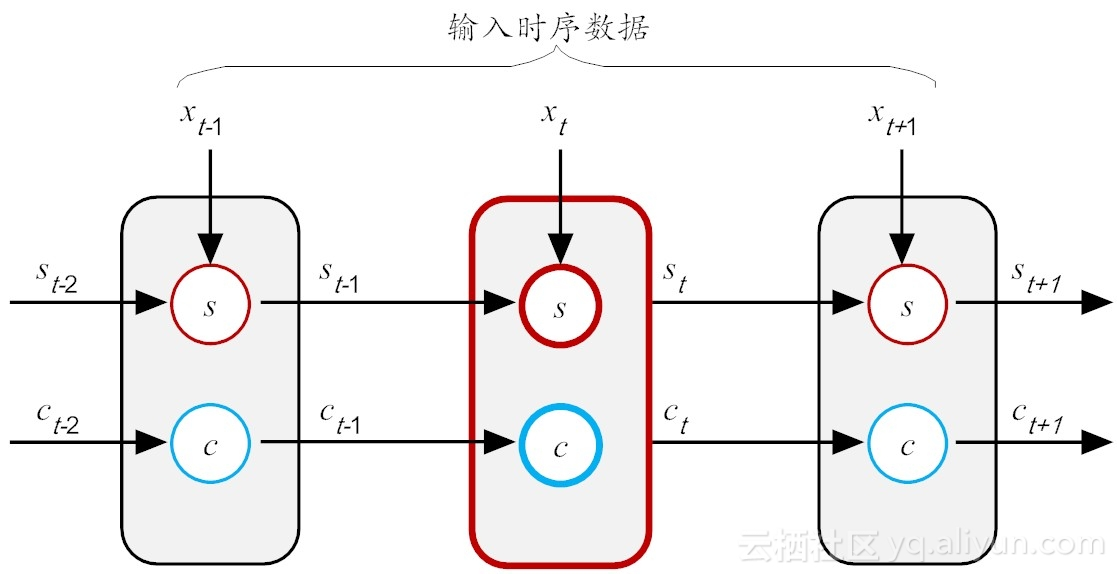 输入时序数据
x t-1 x t x t+1
s t-2 s t-1 s t s t+1
s s s
c t-2 c t-1 c t c t+1
c c c
云栖社区 yq.aliyun.com